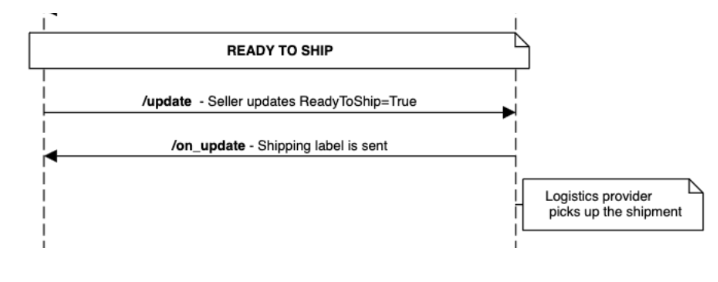 READY TO SHIP
/update - Seller updates ReadyToShip=True
/on_update - Shipping label is sent
Logistics provider
picks up the shipment